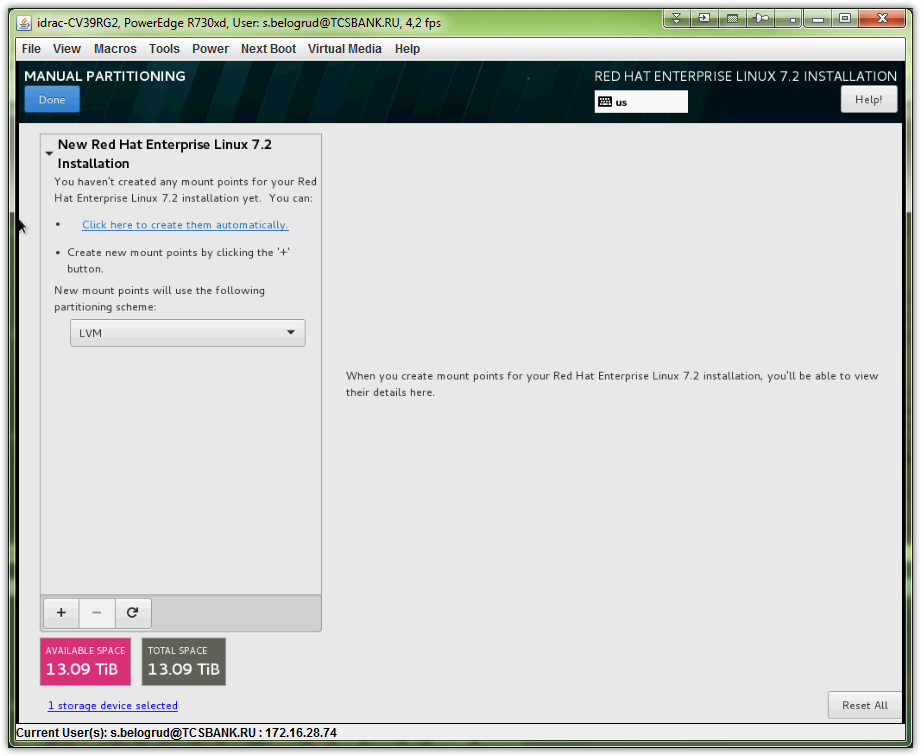 idrac-CV39RG2, PowerEdge R730xd, User: s.belogrud@TCSBANK.RU, 4,2 fps
File View Macros Tools Power Next Boot Virtual Media Help
MANUAL PARTITIONING
RED HAT ENTERPRISE LINUX 7.2 INSTALLATION
Done
us
Help!
New Red Hat Enterprise Linux 7.2
Installation
You haven't created any mount points for your Red
Hat Enterprise Linux 7.2 installation yet. You can:
• Click here to create them automatically.
• Create new mount points by clicking the '+'
button.
New mount points will use the following
partitioning scheme:
LVM
When you create mount points for your Red Hat Enterprise Linux 7.2 installation, you'll be able to view
their details here.
+ −
AVAILABLE SPACE
13.09 TiB
TOTAL SPACE
13.09 TiB
1 storage device selected
Reset All
Current User(s): s.belogrud@TCSBANK.RU : 172.16.28.74